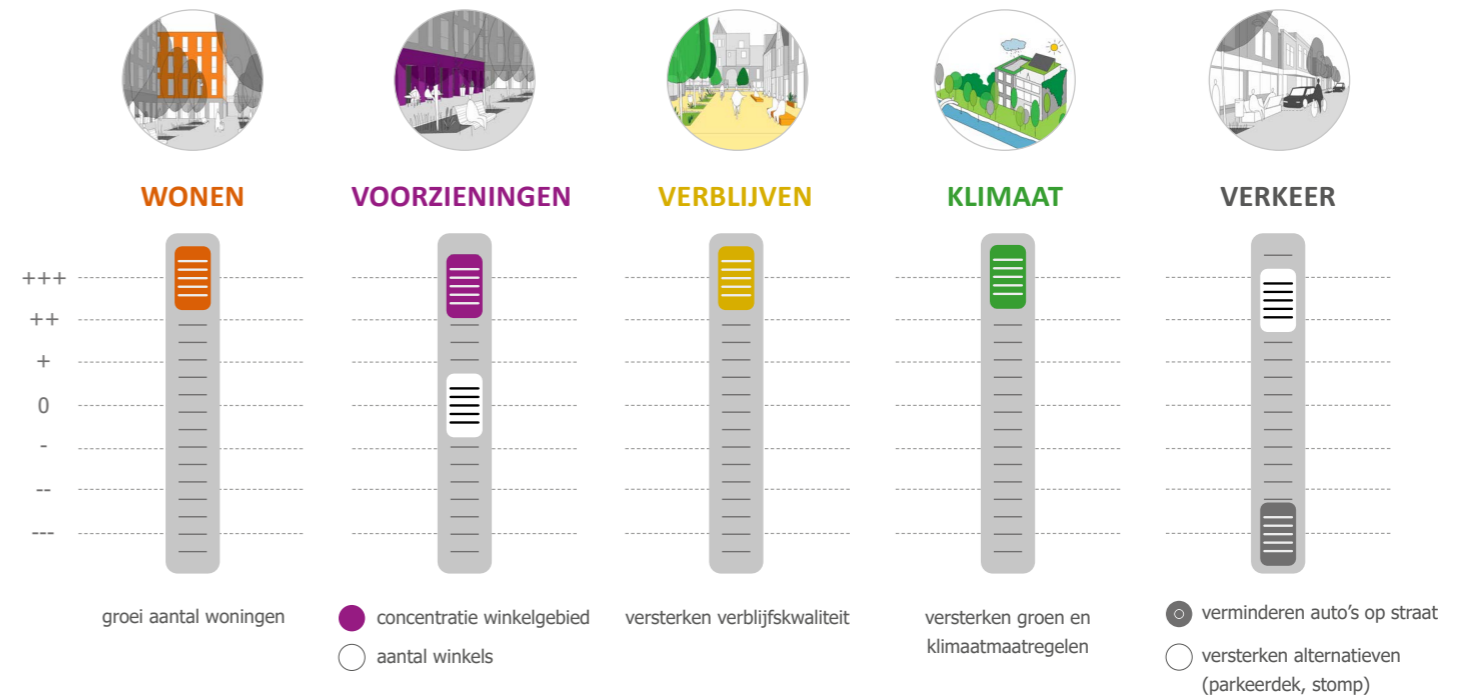 WONEN
VOORZIENINGEN
VERBLIJVEN
KLIMAAT
VERKEER
+++
++
+
0
-
--
---
groei aantal woningen
concentratie winkelgebied
aantal winkels
versterken verblijfskwaliteit
versterken groen en
klimaatmaatregelen
verminderen auto's op straat
versterken alternatieven
(parkeerdek, stomp)